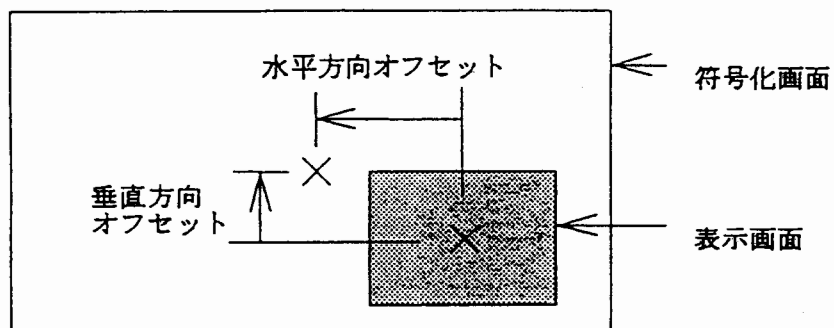 水平方向オフセット
符号化画面
垂直方向
オフセット
表示画面